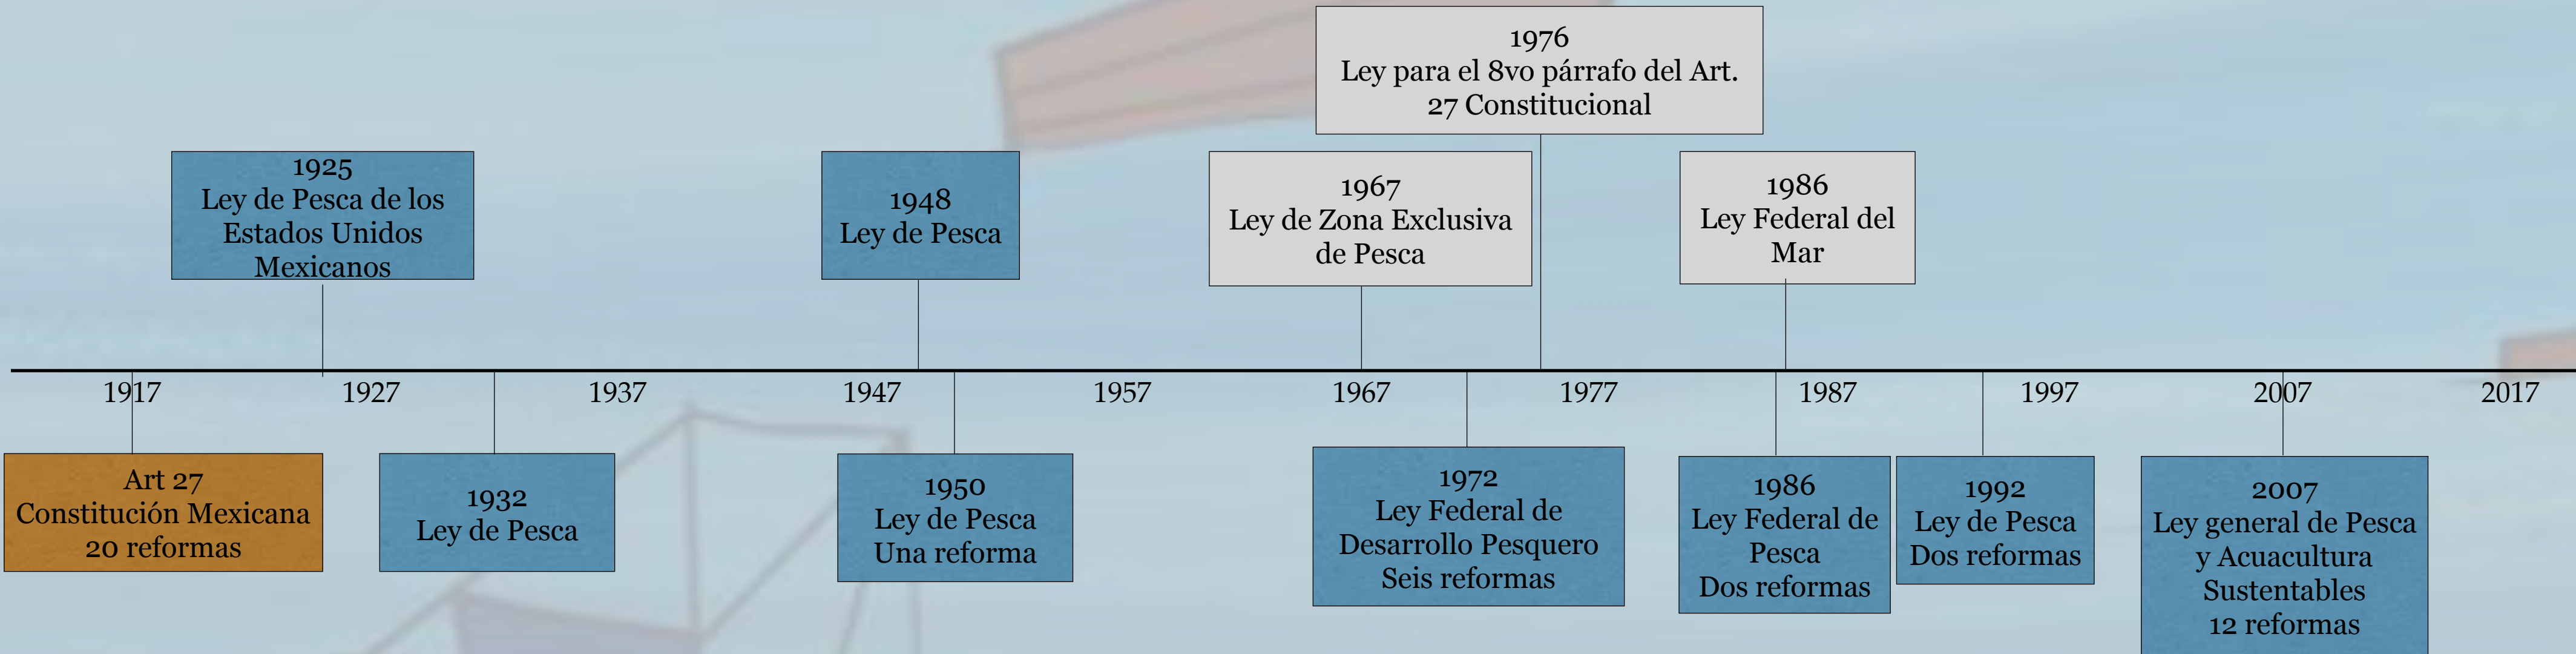 1976
Ley para el 8vo párrafo del Art.
27 Constitucional
1925
Ley de Pesca de los
Estados Unidos
Mexicanos
1948
Ley de Pesca
1967
Ley de Zona Exclusiva
de Pesca
1986
Ley Federal del
Mar
1917
1927
1937
1947
1957
1967
1977
1987
1997
2007
2017
Art 27
Constitución Mexicana
20 reformas
1932
Ley de Pesca
1950
Ley de Pesca
Una reforma
1972
Ley Federal de
Desarrollo Pesquero
Seis reformas
1986
Ley Federal de
Pesca
Dos reformas
1992
Ley de Pesca
Dos reformas
2007
Ley general de Pesca
y Acuacultura
Sustentables
12 reformas